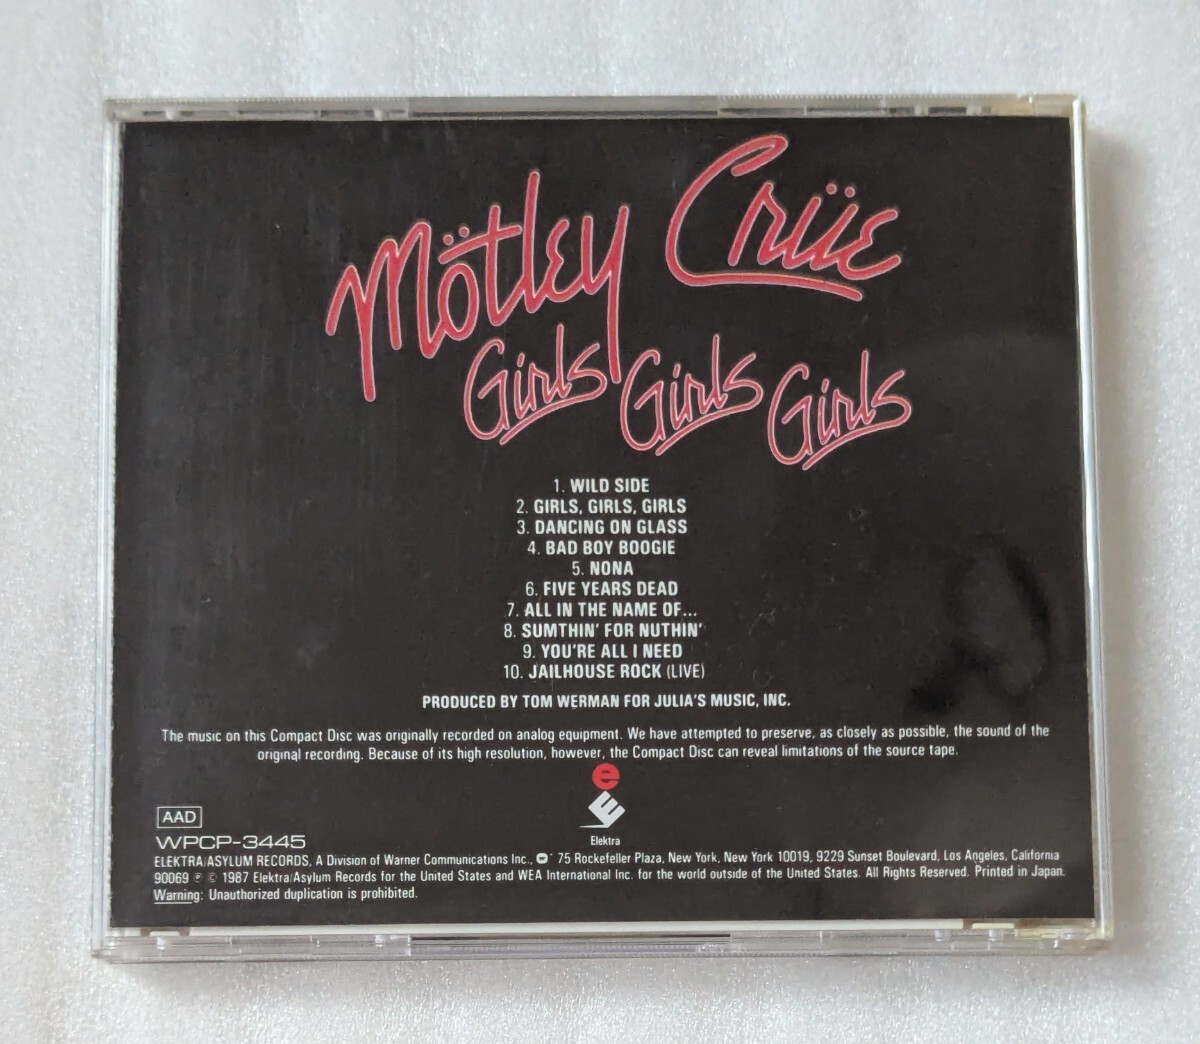 Mötley Crüe
Girls Girls Girls
1. WILD SIDE
2. GIRLS, GIRLS, GIRLS
3. DANCING ON GLASS
4. BAD BOY BOOGIE
5. NONA
6. FIVE YEARS DEAD
7. ALL IN THE NAME OF...
8. SUMTHIN' FOR NUTHIN'
9. YOU'RE ALL I NEED
10. JAILHOUSE ROCK (LIVE)
PRODUCED BY TOM WERMAN FOR JULIA'S MUSIC, INC.
The music on this Compact Disc was originally recorded on analog equipment. We have attempted to preserve, as closely as possible, the sound of the
original recording. Because of its high resolution, however, the Compact Disc can reveal limitations of the source tape.
e
E
Elektra
AAD
WPCP-3445
ELEKTRA/ASYLUM RECORDS, A Division of Warner Communications Inc., 75 Rockefeller Plaza, New York, New York 10019, 9229 Sunset Boulevard, Los Angeles, California
90069 ℗ © 1987 Elektra/Asylum Records for the United States and WEA International Inc. for the world outside of the United States. All Rights Reserved. Printed in Japan.
Warning: Unauthorized duplication is prohibited.